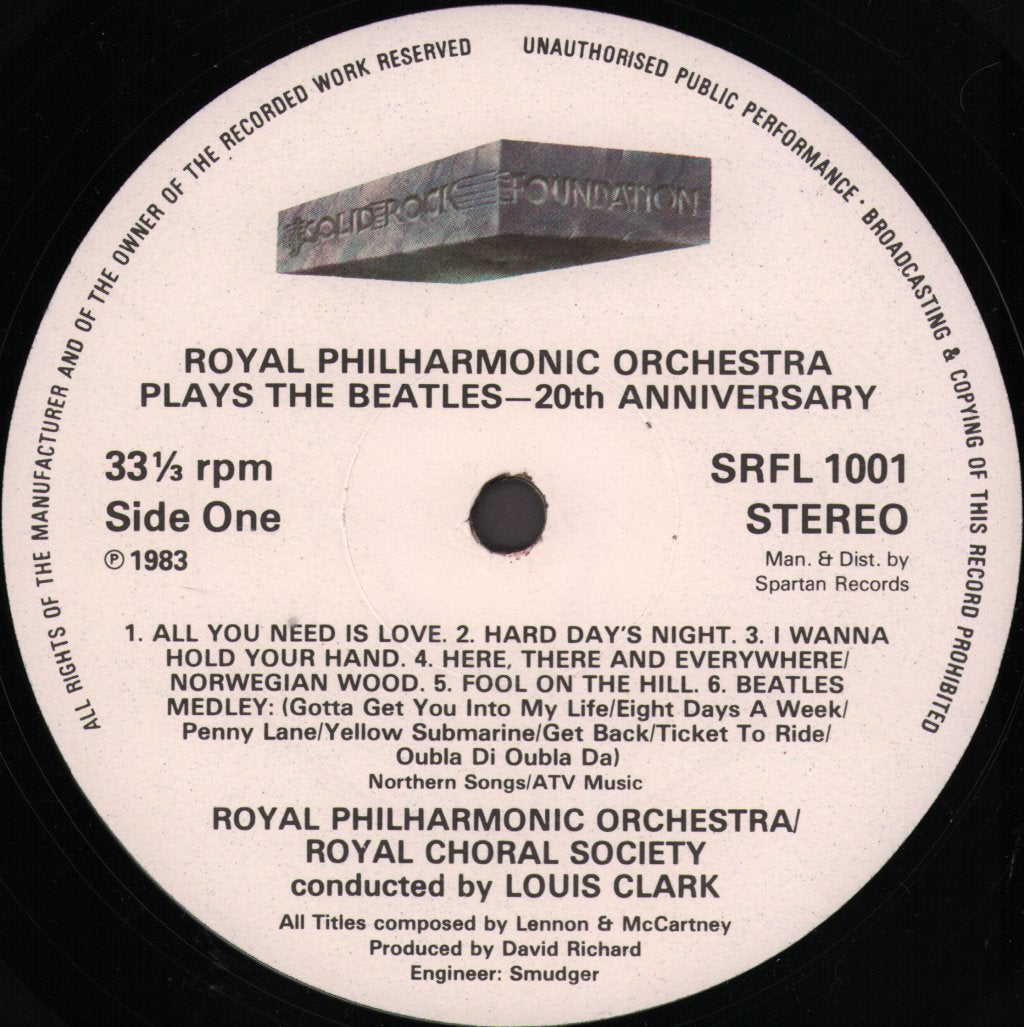 ALL RIGHTS OF THE MANUFACTURER AND OF THE OWNER OF THE RECORDED WORK RESERVED
UNAUTHORISED PUBLIC PERFORMANCE · BROADCASTING & COPYING OF THIS RECORD PROHIBITED
SOLID ROCK FOUNDATION
ROYAL PHILHARMONIC ORCHESTRA
PLAYS THE BEATLES—20th ANNIVERSARY
33⅓ rpm
Side One
℗ 1983
SRFL 1001
STEREO
Man. & Dist. by
Spartan Records
1. ALL YOU NEED IS LOVE. 2. HARD DAY'S NIGHT. 3. I WANNA
HOLD YOUR HAND. 4. HERE, THERE AND EVERYWHERE/
NORWEGIAN WOOD. 5. FOOL ON THE HILL. 6. BEATLES
MEDLEY: (Gotta Get You Into My Life/Eight Days A Week/
Penny Lane/Yellow Submarine/Get Back/Ticket To Ride/
Oubla Di Oubla Da)
Northern Songs/ATV Music
ROYAL PHILHARMONIC ORCHESTRA/
ROYAL CHORAL SOCIETY
conducted by LOUIS CLARK
All Titles composed by Lennon & McCartney
Produced by David Richard
Engineer: Smudger